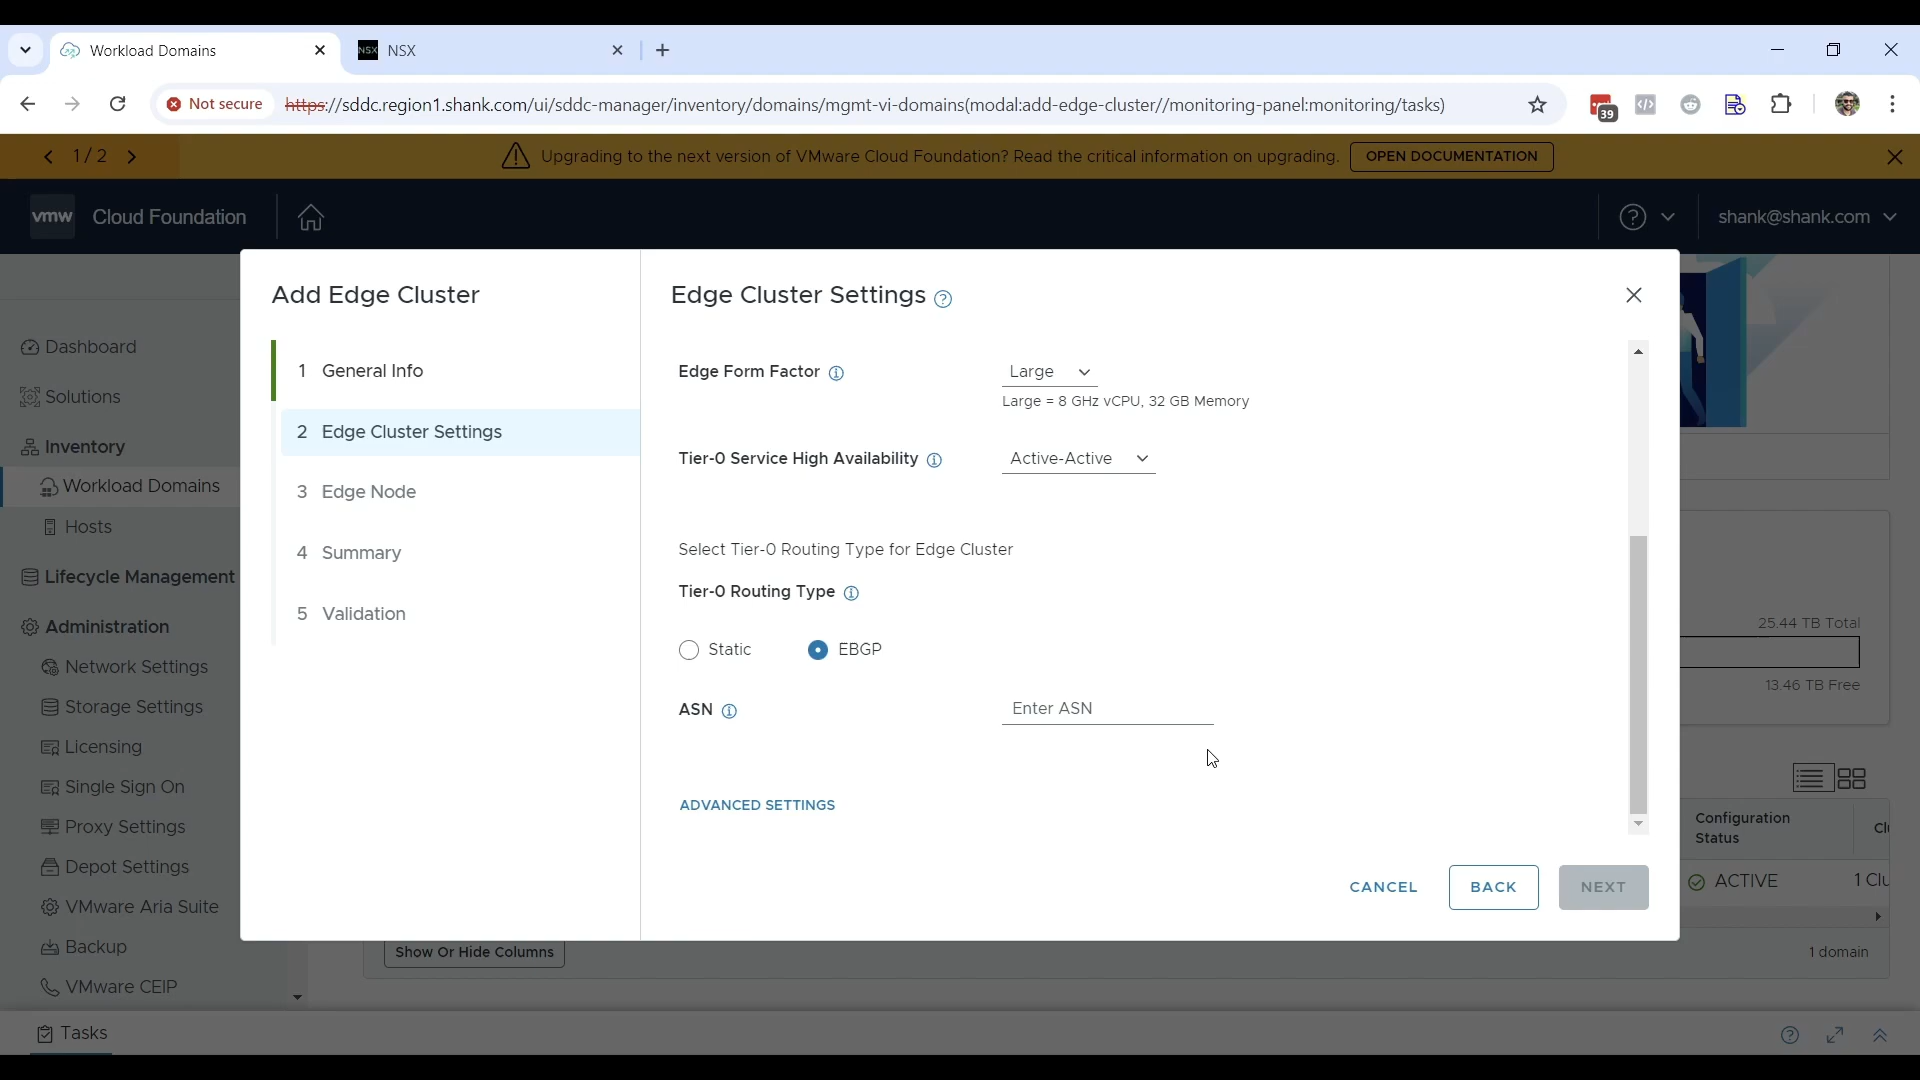 Workload Domains
NSX NSX
Not secure
https://sddc.region1.shank.com/ui/sddc-manager/inventory/domains/mgmt-vi-domains(modal:add-edge-cluster//monitoring-panel:monitoring/tasks)
39
1 / 2
Upgrading to the next version of VMware Cloud Foundation? Read the critical information on upgrading.
OPEN DOCUMENTATION
vmw Cloud Foundation
shank@shank.com
Dashboard
Solutions
Inventory
Workload Domains
Hosts
Lifecycle Management
Administration
Network Settings
Storage Settings
Licensing
Single Sign On
Proxy Settings
Depot Settings
VMware Aria Suite
Backup
VMware CEIP
Add Edge Cluster
1 General Info
2 Edge Cluster Settings
3 Edge Node
4 Summary
5 Validation
Edge Cluster Settings
Edge Form Factor
Large
Large = 8 GHz vCPU, 32 GB Memory
Tier-0 Service High Availability
Active-Active
Select Tier-0 Routing Type for Edge Cluster
Tier-0 Routing Type
Static
EBGP
ASN
Enter ASN
ADVANCED SETTINGS
CANCEL
BACK
NEXT
25.44 TB Total
13.46 TB Free
Configuration
Status
Clu
ACTIVE
1 Clu
Show Or Hide Columns
1 domain
Tasks